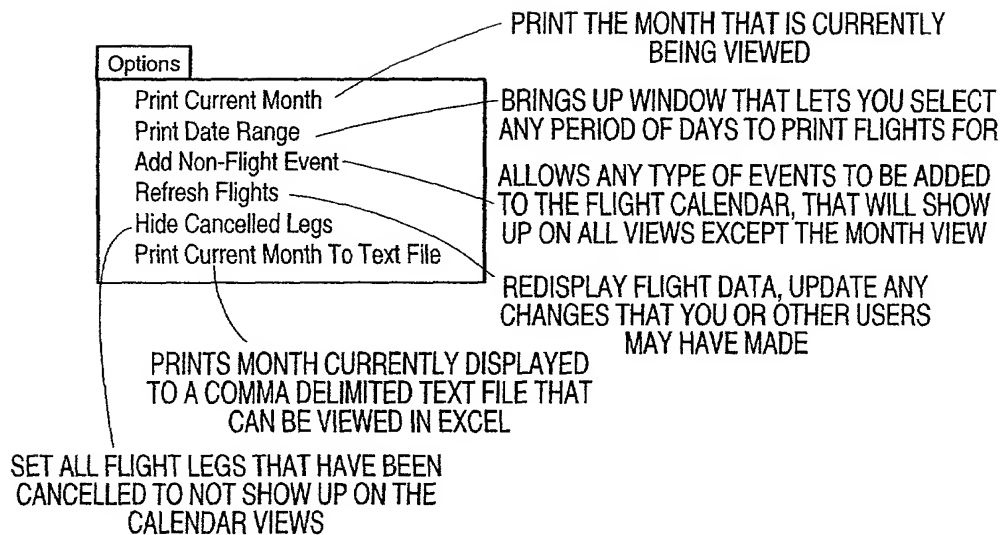 PRINT THE MONTH THAT IS CURRENTLY
BEING VIEWED
Options
Print Current Month
Print Date Range
Add Non-Flight Event
Refresh Flights
Hide Cancelled Legs
Print Current Month To Text File
BRINGS UP WINDOW THAT LETS YOU SELECT
ANY PERIOD OF DAYS TO PRINT FLIGHTS FOR
ALLOWS ANY TYPE OF EVENTS TO BE ADDED
TO THE FLIGHT CALENDAR, THAT WILL SHOW
UP ON ALL VIEWS EXCEPT THE MONTH VIEW
REDISPLAY FLIGHT DATA, UPDATE ANY
CHANGES THAT YOU OR OTHER USERS
MAY HAVE MADE
PRINTS MONTH CURRENTLY DISPLAYED
TO A COMMA DELIMITED TEXT FILE THAT
CAN BE VIEWED IN EXCEL
SET ALL FLIGHT LEGS THAT HAVE BEEN
CANCELLED TO NOT SHOW UP ON THE
CALENDAR VIEWS